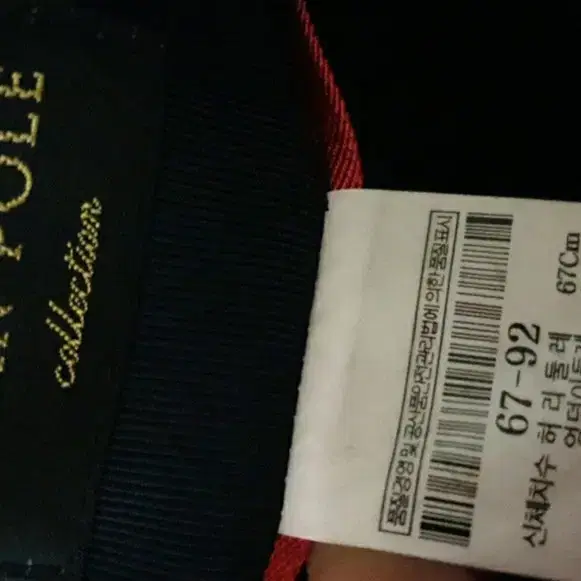 POLE
collection
품질경영 및 공산품안전관리법에 의한 품질표시
67-92
신체치수 허 리 둘 레 67Cm
엉덩이둘레